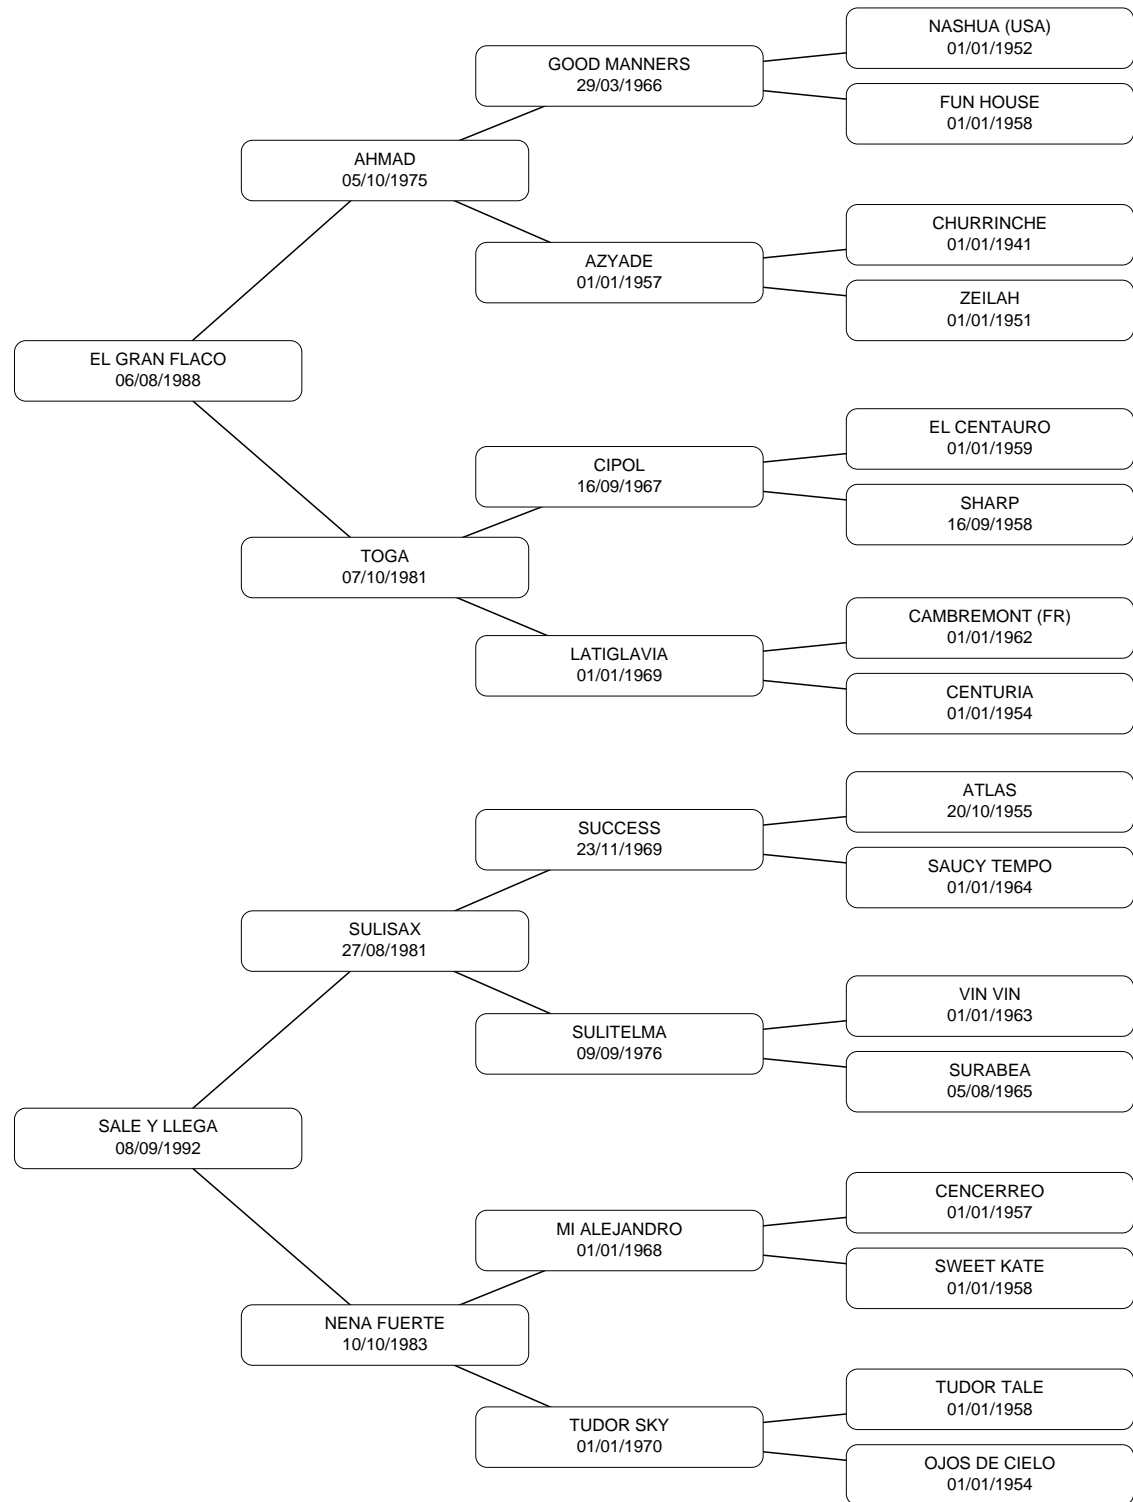 NASHUA (USA)
01/01/1952
GOOD MANNERS
29/03/1966
FUN HOUSE
01/01/1958
AHMAD
05/10/1975
CHURRINCHE
01/01/1941
AZYADE
01/01/1957
ZEILAH
01/01/1951
EL GRAN FLACO
06/08/1988
EL CENTAURO
01/01/1959
CIPOL
16/09/1967
SHARP
16/09/1958
TOGA
07/10/1981
CAMBREMONT (FR)
01/01/1962
LATIGLAVIA
01/01/1969
CENTURIA
01/01/1954
ATLAS
20/10/1955
SUCCESS
23/11/1969
SAUCY TEMPO
01/01/1964
SULISAX
27/08/1981
VIN VIN
01/01/1963
SULITELMA
09/09/1976
SURABEA
05/08/1965
SALE Y LLEGA
08/09/1992
CENCERREO
01/01/1957
MI ALEJANDRO
01/01/1968
SWEET KATE
01/01/1958
NENA FUERTE
10/10/1983
TUDOR TALE
01/01/1958
TUDOR SKY
01/01/1970
OJOS DE CIELO
01/01/1954